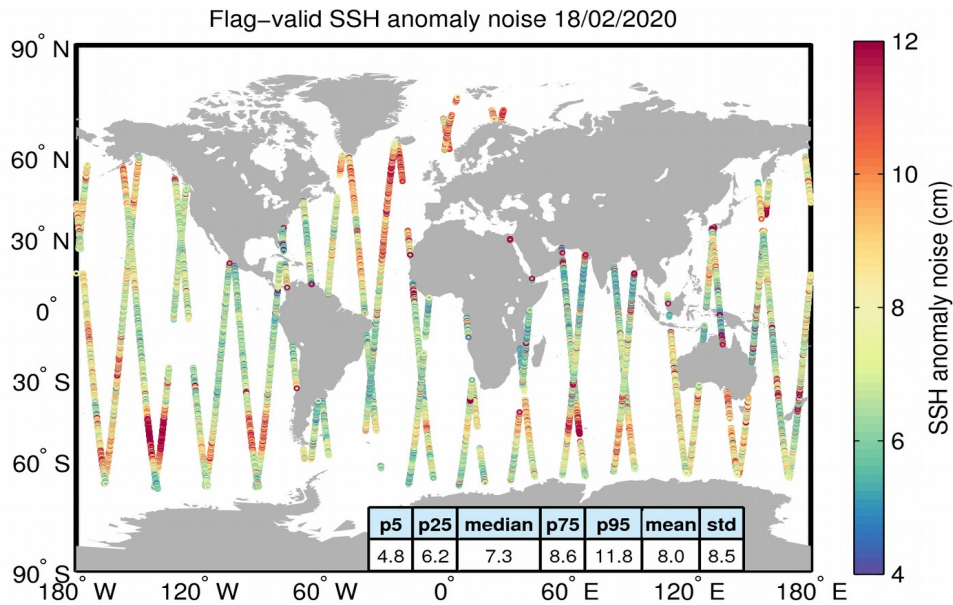 Flag−valid SSH anomaly noise 18/02/2020
90° N
60° N
30° N
0°
30° S
60° S
90° S
180° W
120° W
60° W
0°
60° E
120° E
180° E
p5 p25 median p75 p95 mean std
4.8 6.2 7.3 8.6 11.8 8.0 8.5
12
10
8
6
4
SSH anomaly noise (cm)